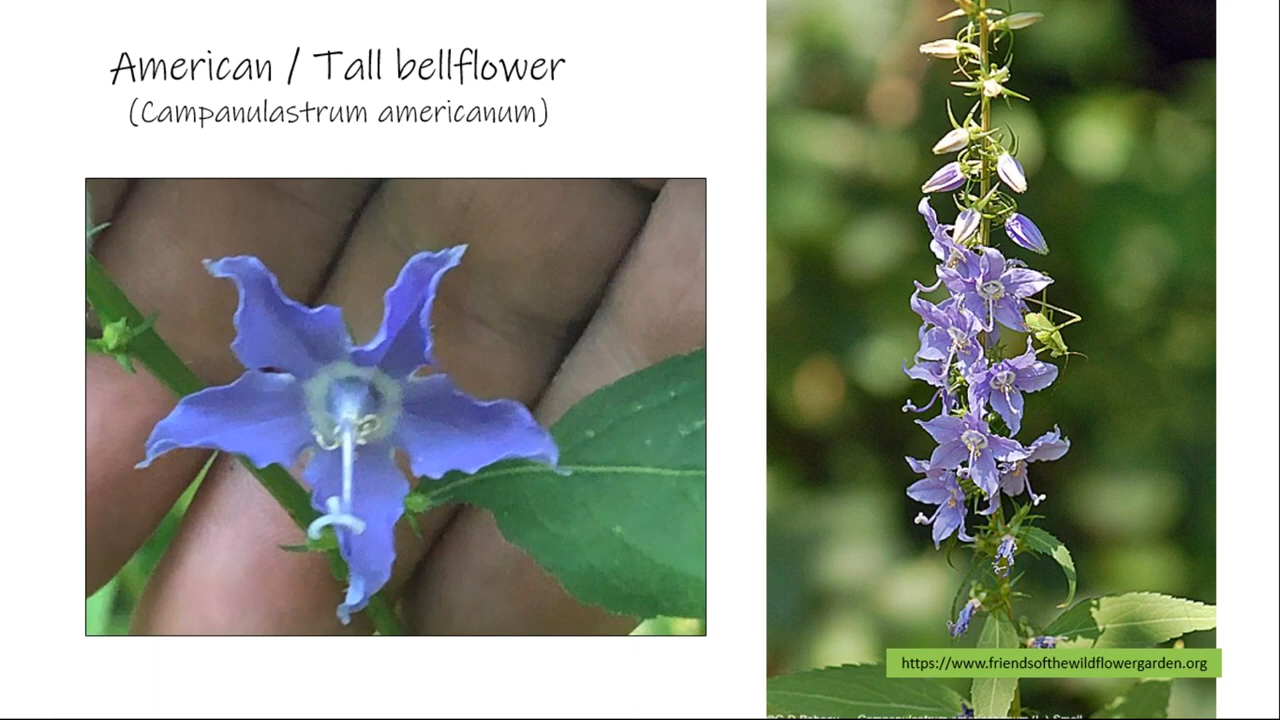 American / Tall bellflower
(Campanulastrum americanum)
https://www.friendsofthewildflowergarden.org